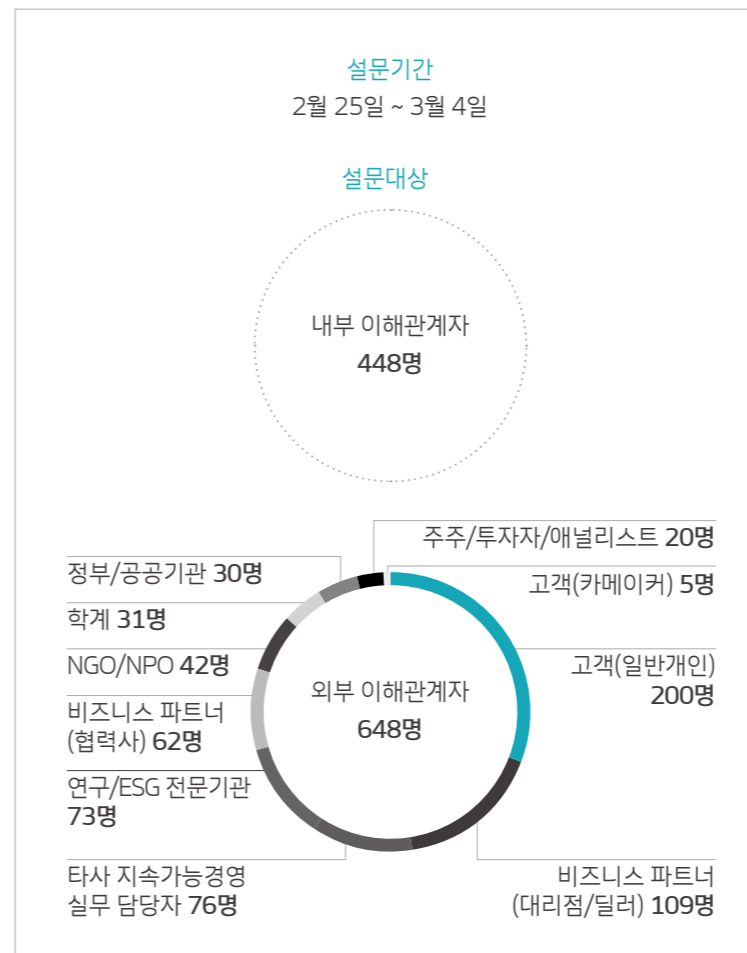 설문기간
2월 25일 ~ 3월 4일
설문대상
내부 이해관계자
448명
주주/투자자/애널리스트 20명
정부/공공기관 30명
고객(카메이커) 5명
학계 31명
NGO/NPO 42명
고객(일반개인)
200명
외부 이해관계자
648명
비즈니스 파트너
(협력사) 62명
연구/ESG 전문기관
73명
타사 지속가능경영
실무 담당자 76명
비즈니스 파트너
(대리점/딜러) 109명